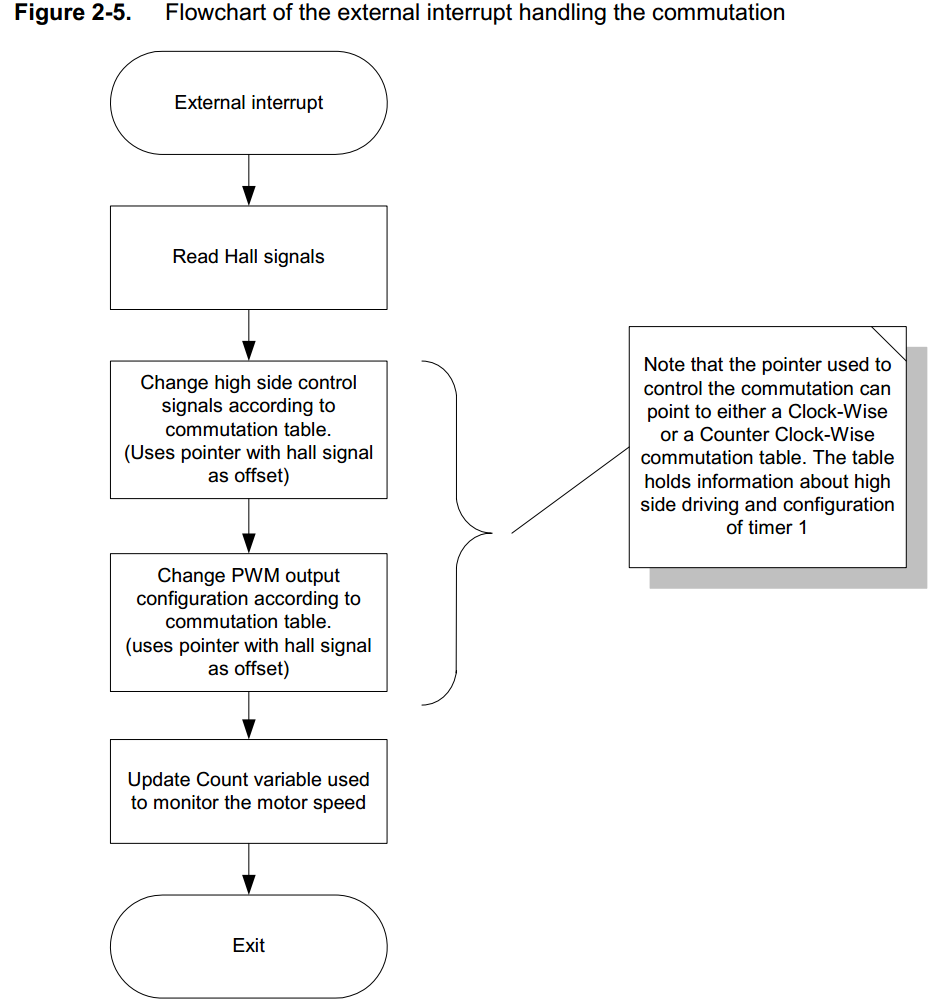 Figure 2-5. Flowchart of the external interrupt handling the commutation
External interrupt
Read Hall signals
Change high side control
signals according to
commutation table.
(Uses pointer with hall signal
as offset)
Change PWM output
configuration according to
commutation table.
(uses pointer with hall signal
as offset)
Note that the pointer used to
control the commutation can
point to either a Clock-Wise
or a Counter Clock-Wise
commutation table. The table
holds information about high
side driving and configuration
of timer 1
Update Count variable used
to monitor the motor speed
Exit